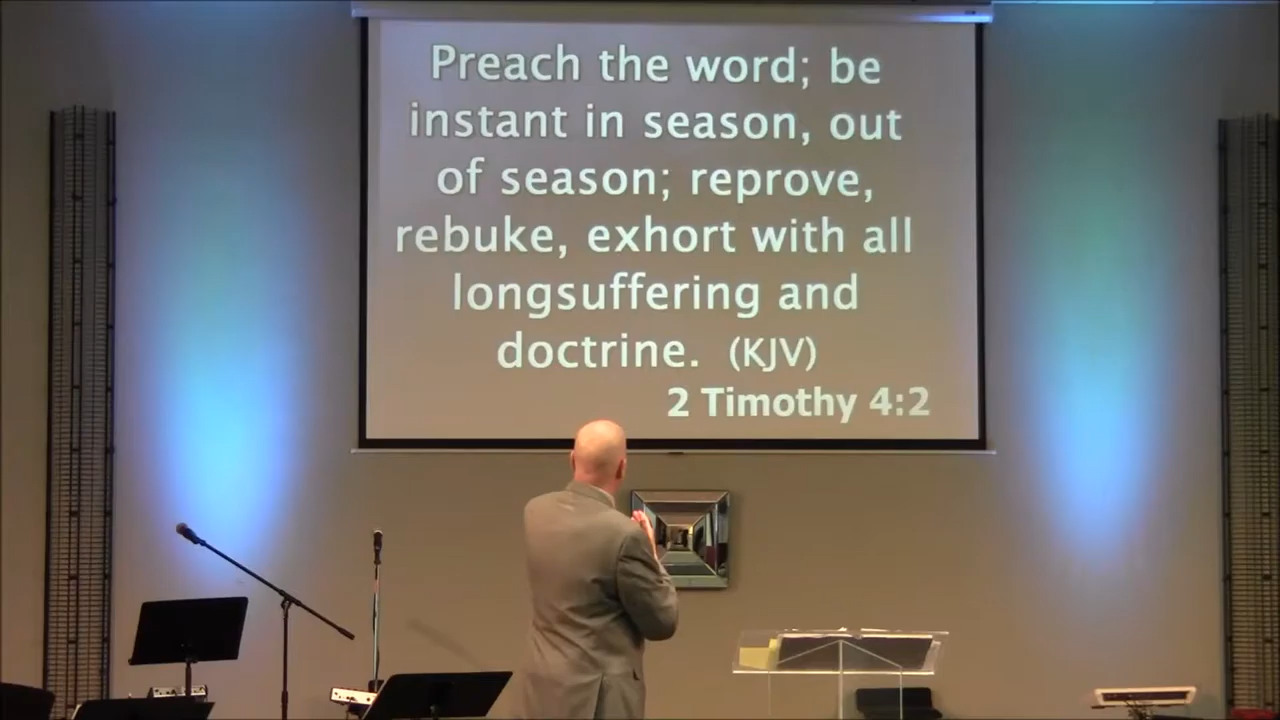 Preach the word; be
instant in season, out
of season; reprove,
rebuke, exhort with all
longsuffering and
doctrine. (KJV)
2 Timothy 4:2